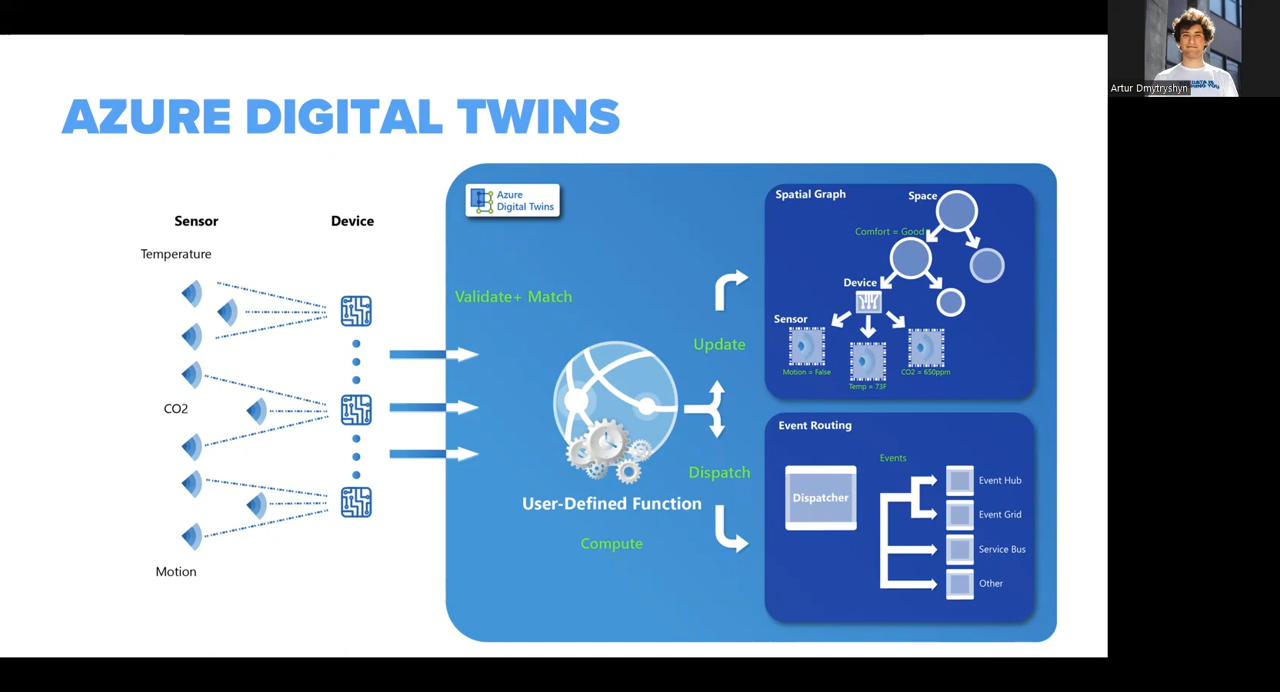 AZURE DIGITAL TWINS
Artur Dmytryshyn
Sensor
Device
Temperature
CO2
Motion
Azure
Digital Twins
Validate+ Match
User-Defined Function
Compute
Update
Dispatch
Spatial Graph
Space
Comfort = Good
Device
Sensor
Motion = False
Temp = 73F
CO2 = 650ppm
Event Routing
Events
Dispatcher
Event Hub
Event Grid
Service Bus
Other